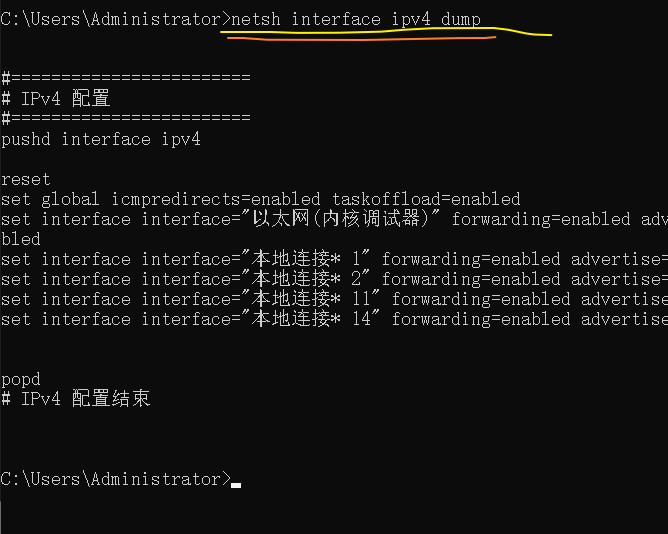 C:\Users\Administrator>netsh interface ipv4 dump
#========================
# IPv4 配置
#========================
pushd interface ipv4
reset
set global icmpredirects=enabled taskoffload=enabled
set interface interface="以太网(内核调试器)" forwarding=enabled adv
bled
set interface interface="本地连接* 1" forwarding=enabled advertise=
set interface interface="本地连接* 2" forwarding=enabled advertise=
set interface interface="本地连接* 11" forwarding=enabled advertise
set interface interface="本地连接* 14" forwarding=enabled advertise
popd
# IPv4 配置结束
C:\Users\Administrator>